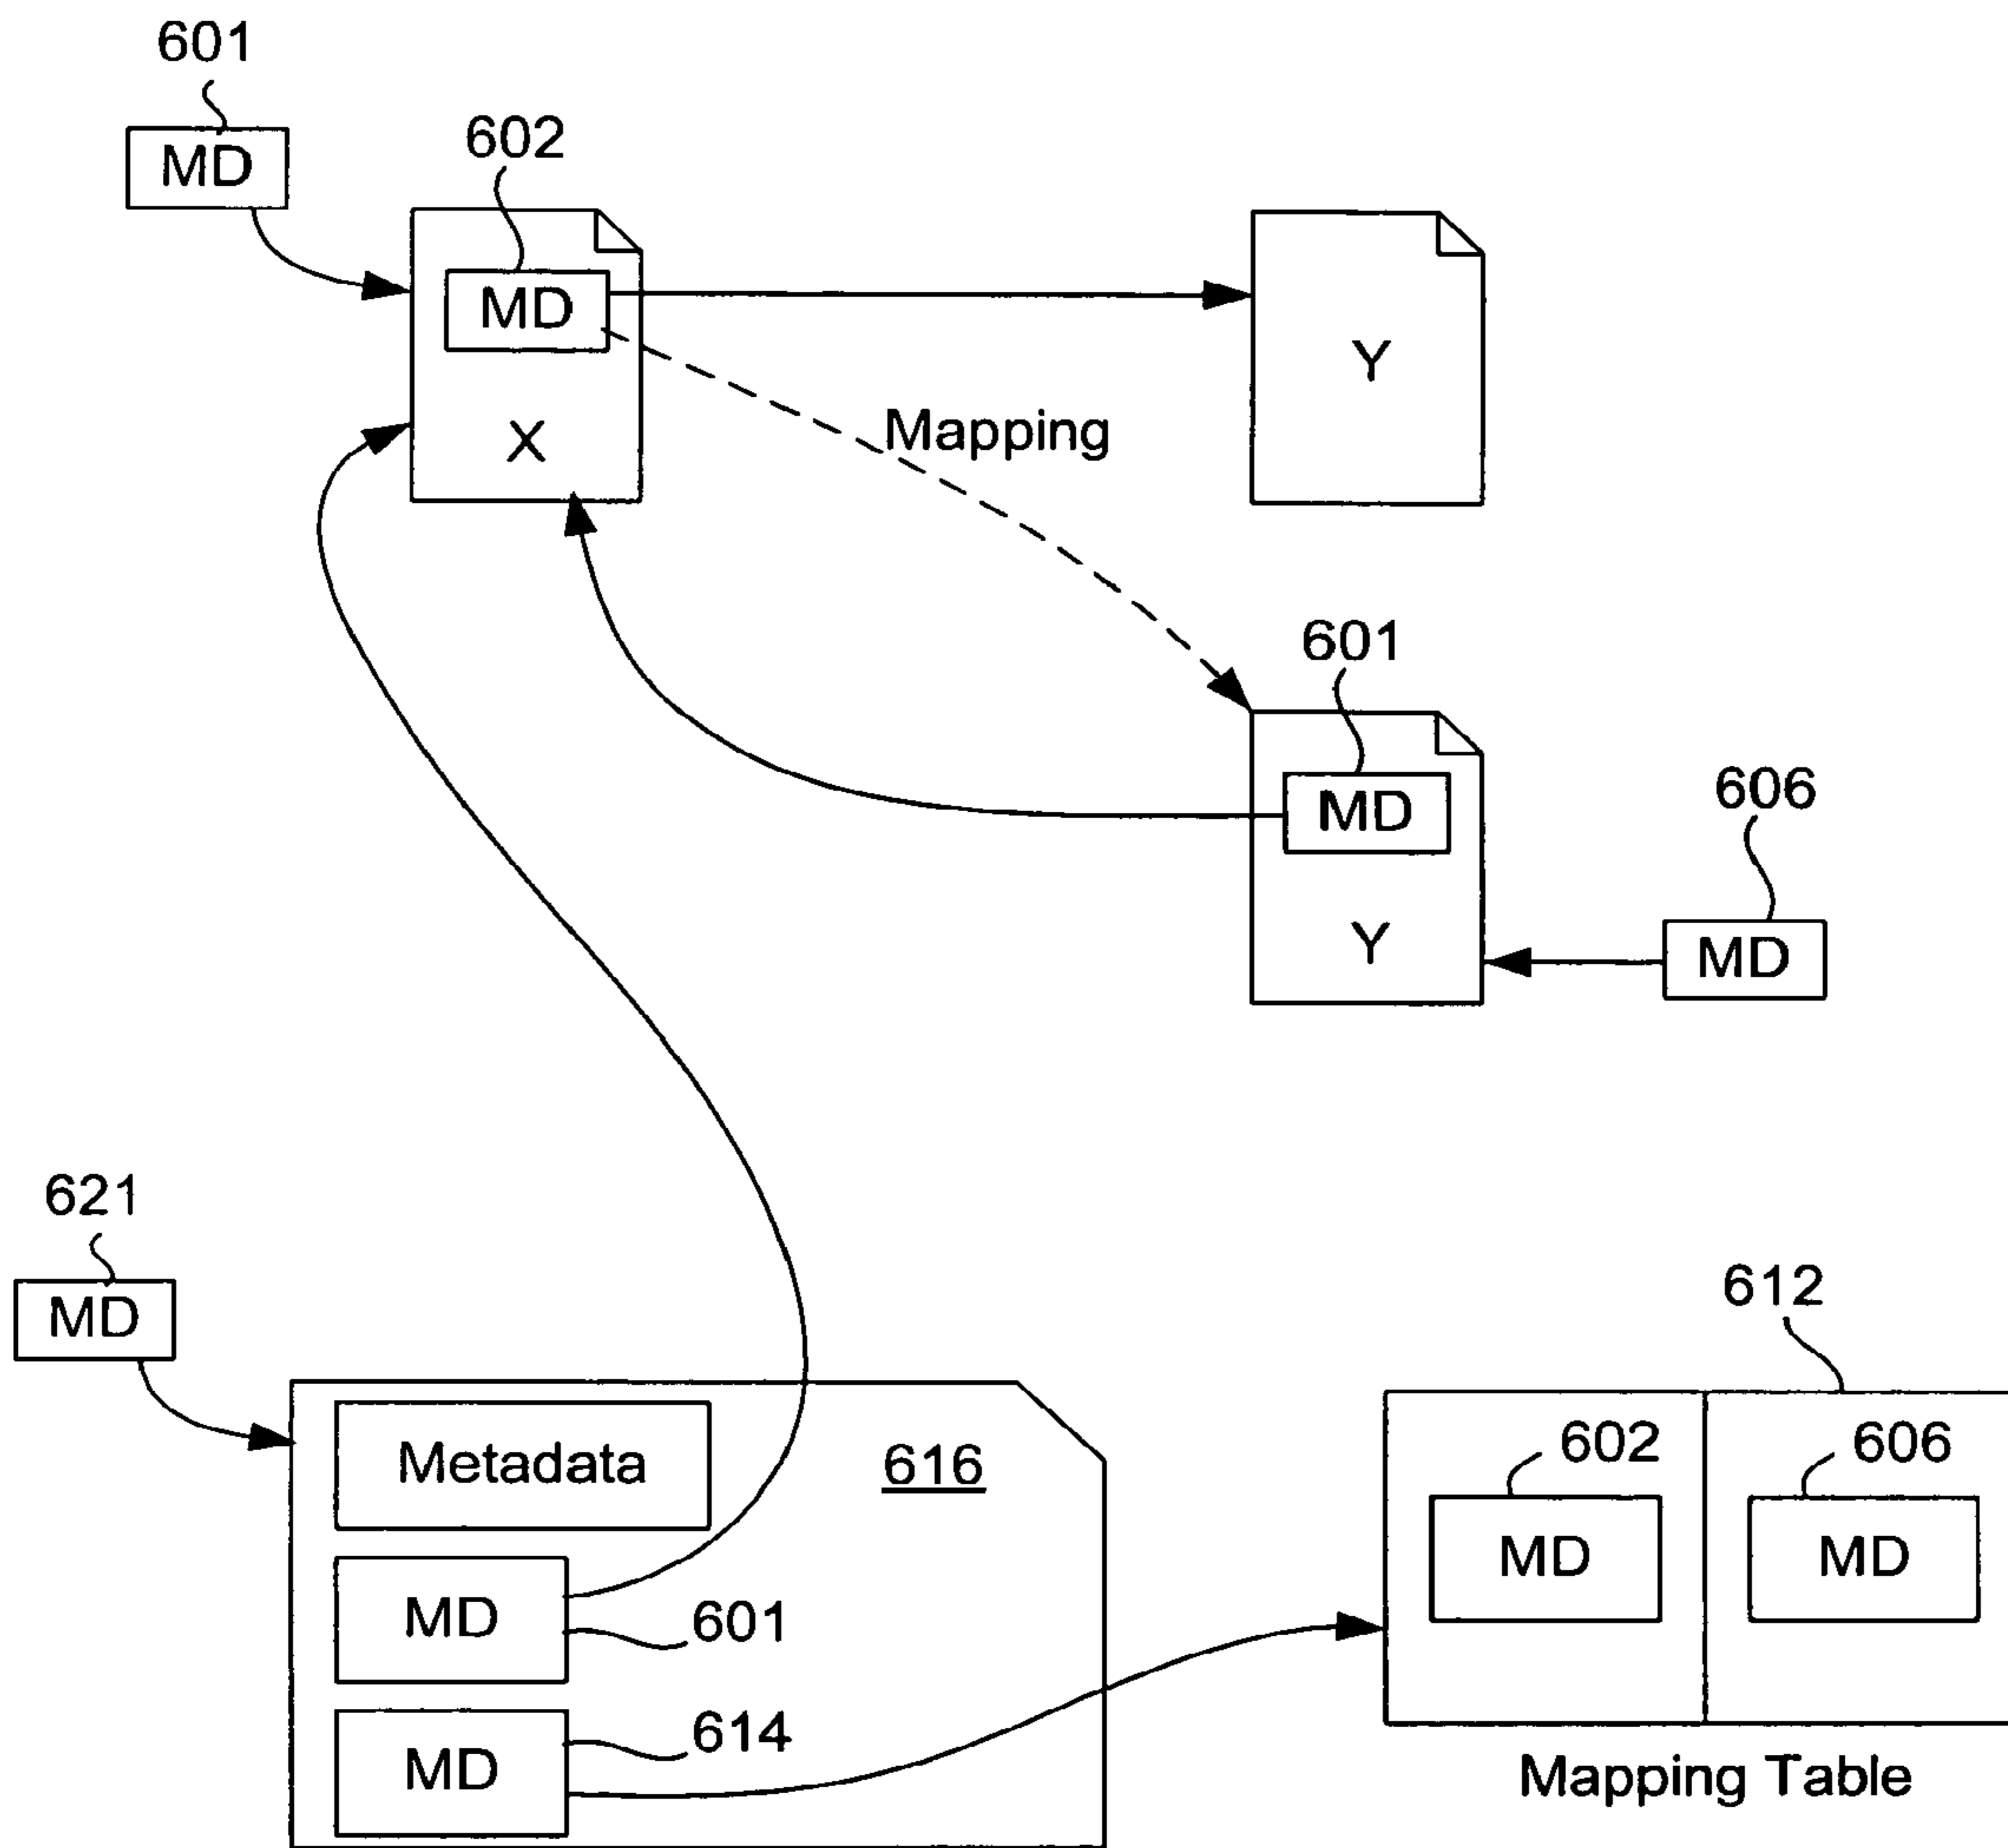 601
MD
602
MD
X
Y
Mapping
601
MD
Y
606
MD
621
MD
612
Metadata
616
602
606
MD
MD
MD
601
MD
614
Mapping Table